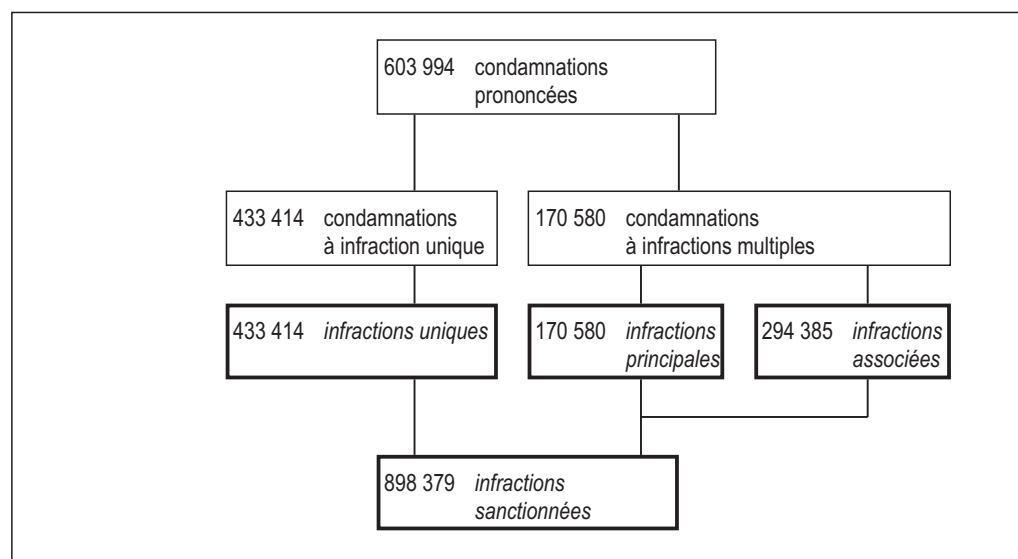 603 994 condamnations
prononcées
433 414 condamnations
à infraction unique
170 580 condamnations
à infractions multiples
433 414 infractions uniques
170 580 infractions
principales
294 385 infractions
associées
898 379 infractions
sanctionnées